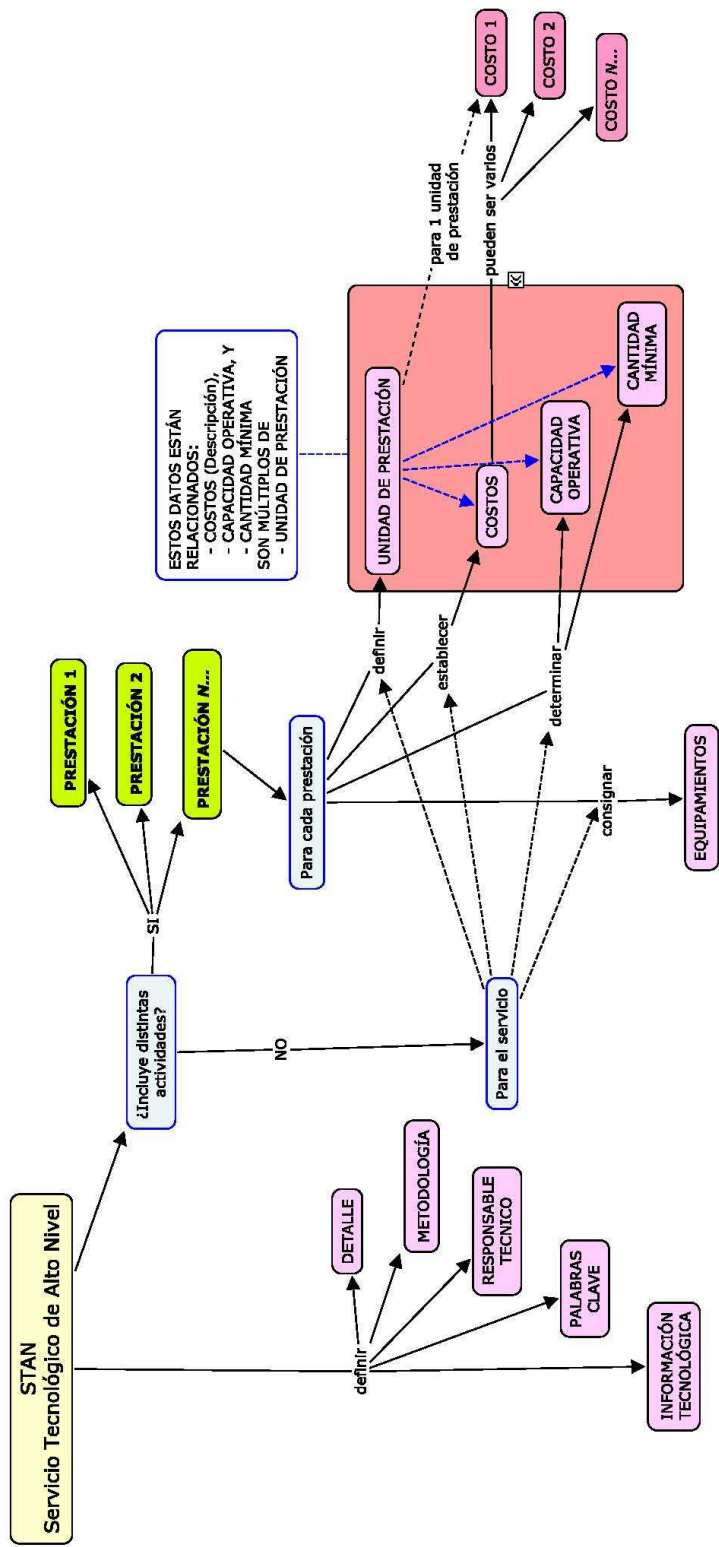 STAN
Servicio Tecnológico de Alto Nivel
¿Incluye distintas
actividades?
SI
PRESTACIÓN 1
PRESTACIÓN 2
PRESTACIÓN N...
NO
Para cada prestación
Para el servicio
definir
DETALLE
METODOLOGÍA
RESPONSABLE
TECNICO
PALABRAS
CLAVE
INFORMACIÓN
TECNOLÓGICA
definir
establecer
determinar
consignar
EQUIPAMIENTOS
ESTOS DATOS ESTÁN
RELACIONADOS:
- COSTOS (Descripción),
- CAPACIDAD OPERATIVA, Y
- CANTIDAD MÍNIMA
SON MÚLTIPLOS DE
- UNIDAD DE PRESTACIÓN
UNIDAD DE PRESTACIÓN
COSTOS
CAPACIDAD
OPERATIVA
CANTIDAD
MÍNIMA
para 1 unidad
de prestación
pueden ser varios
COSTO 1
COSTO 2
COSTO N...